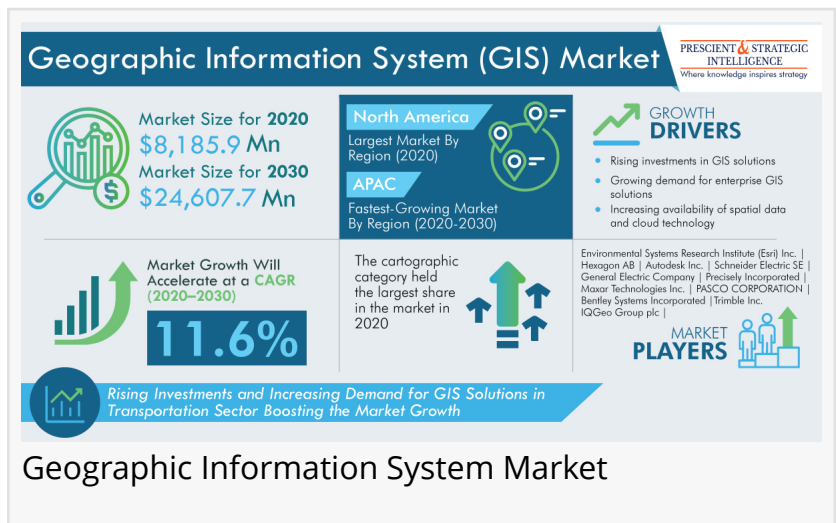 Geographic Information System (GIS) Market
PRESCIENT & STRATEGIC
INTELLIGENCE
Where knowledge inspires strategy
Market Size for 2020
$8,185.9 Mn
Market Size for 2030
$24,607.7 Mn
North America
Largest Market By
Region (2020)
APAC
Fastest-Growing Market
By Region (2020-2030)
GROWTH
DRIVERS
Rising investments in GIS solutions
Growing demand for enterprise GIS
solutions
Increasing availability of spatial data
and cloud technology
Market Growth Will
Accelerate at a CAGR
(2020–2030)
11.6%
The cartographic
category held
the largest share
in the market in
2020
Environmental Systems Research Institute (Esri) Inc. |
Hexagon AB | Autodesk Inc. | Schneider Electric SE |
General Electric Company | Precisely Incorporated |
Maxar Technologies Inc. | PASCO CORPORATION |
Bentley Systems Incorporated |Trimble Inc.
IQGeo Group plc |
MARKET
PLAYERS
Rising Investments and Increasing Demand for GIS Solutions in
Transportation Sector Boosting the Market Growth
Geographic Information System Market